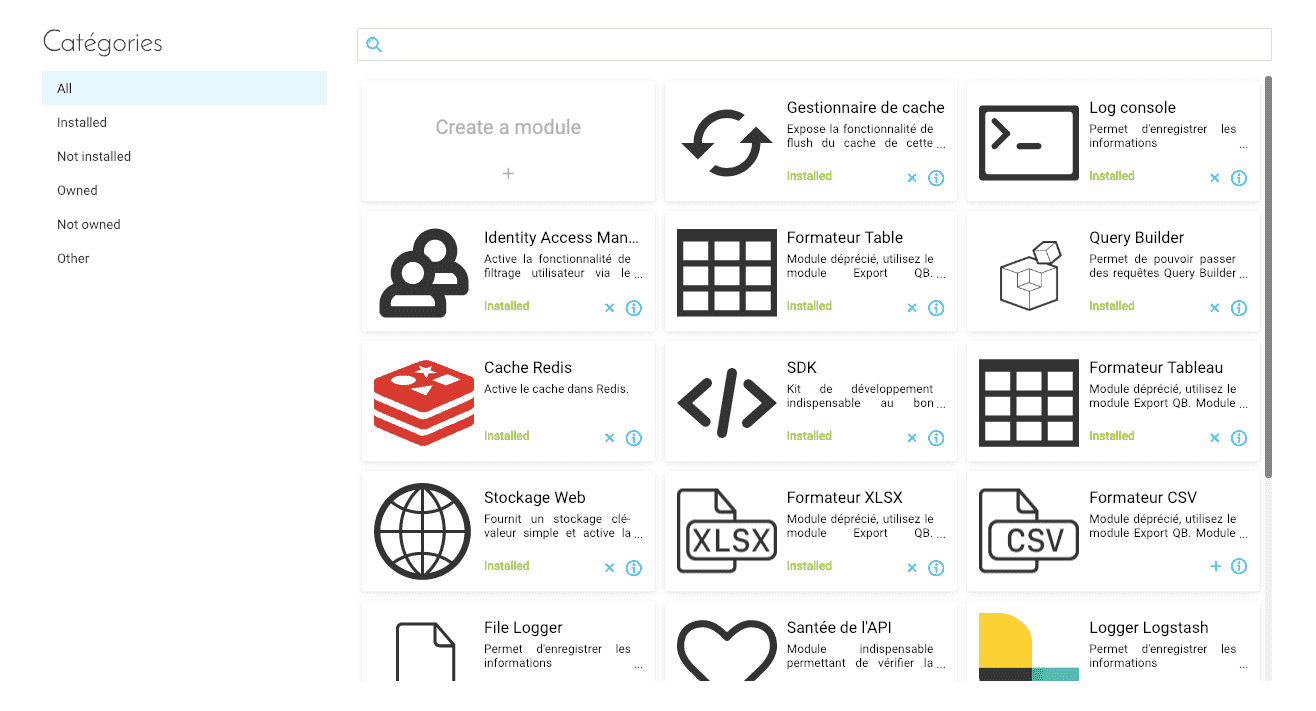 Catégories
All
Installed
Not installed
Owned
Not owned
Other
Create a module
+
Gestionnaire de cache
Expose la fonctionnalité de
flush du cache de cette ...
Installed
Log console
Permet d'enregistrer les
informations ...
Installed
Identity Access Man...
Active la fonctionnalité de
filtrage utilisateur via le ...
Installed
Formateur Table
Module déprécié, utilisez le
module Export QB. ...
Installed
Query Builder
Permet de pouvoir passer
des requêtes Query Builder ...
Installed
Cache Redis
Active le cache dans Redis.
Installed
SDK
Kit de développement
indispensable au bon ...
Installed
Formateur Tableau
Module déprécié, utilisez le
module Export QB. Module ...
Installed
Stockage Web
Fournit un stockage clé-
valeur simple et active la ...
Installed
XLSX
Formateur XLSX
Module déprécié, utilisez le
module Export QB. ...
Installed
CSV
Formateur CSV
Module déprécié, utilisez le
module Export QB. Module ...
File Logger
Permet d'enregistrer les
informations ...
Santée de l'API
Module indispensable
permettant de vérifier la ...
Logger Logstash
Permet d'enregistrer les
informations ...